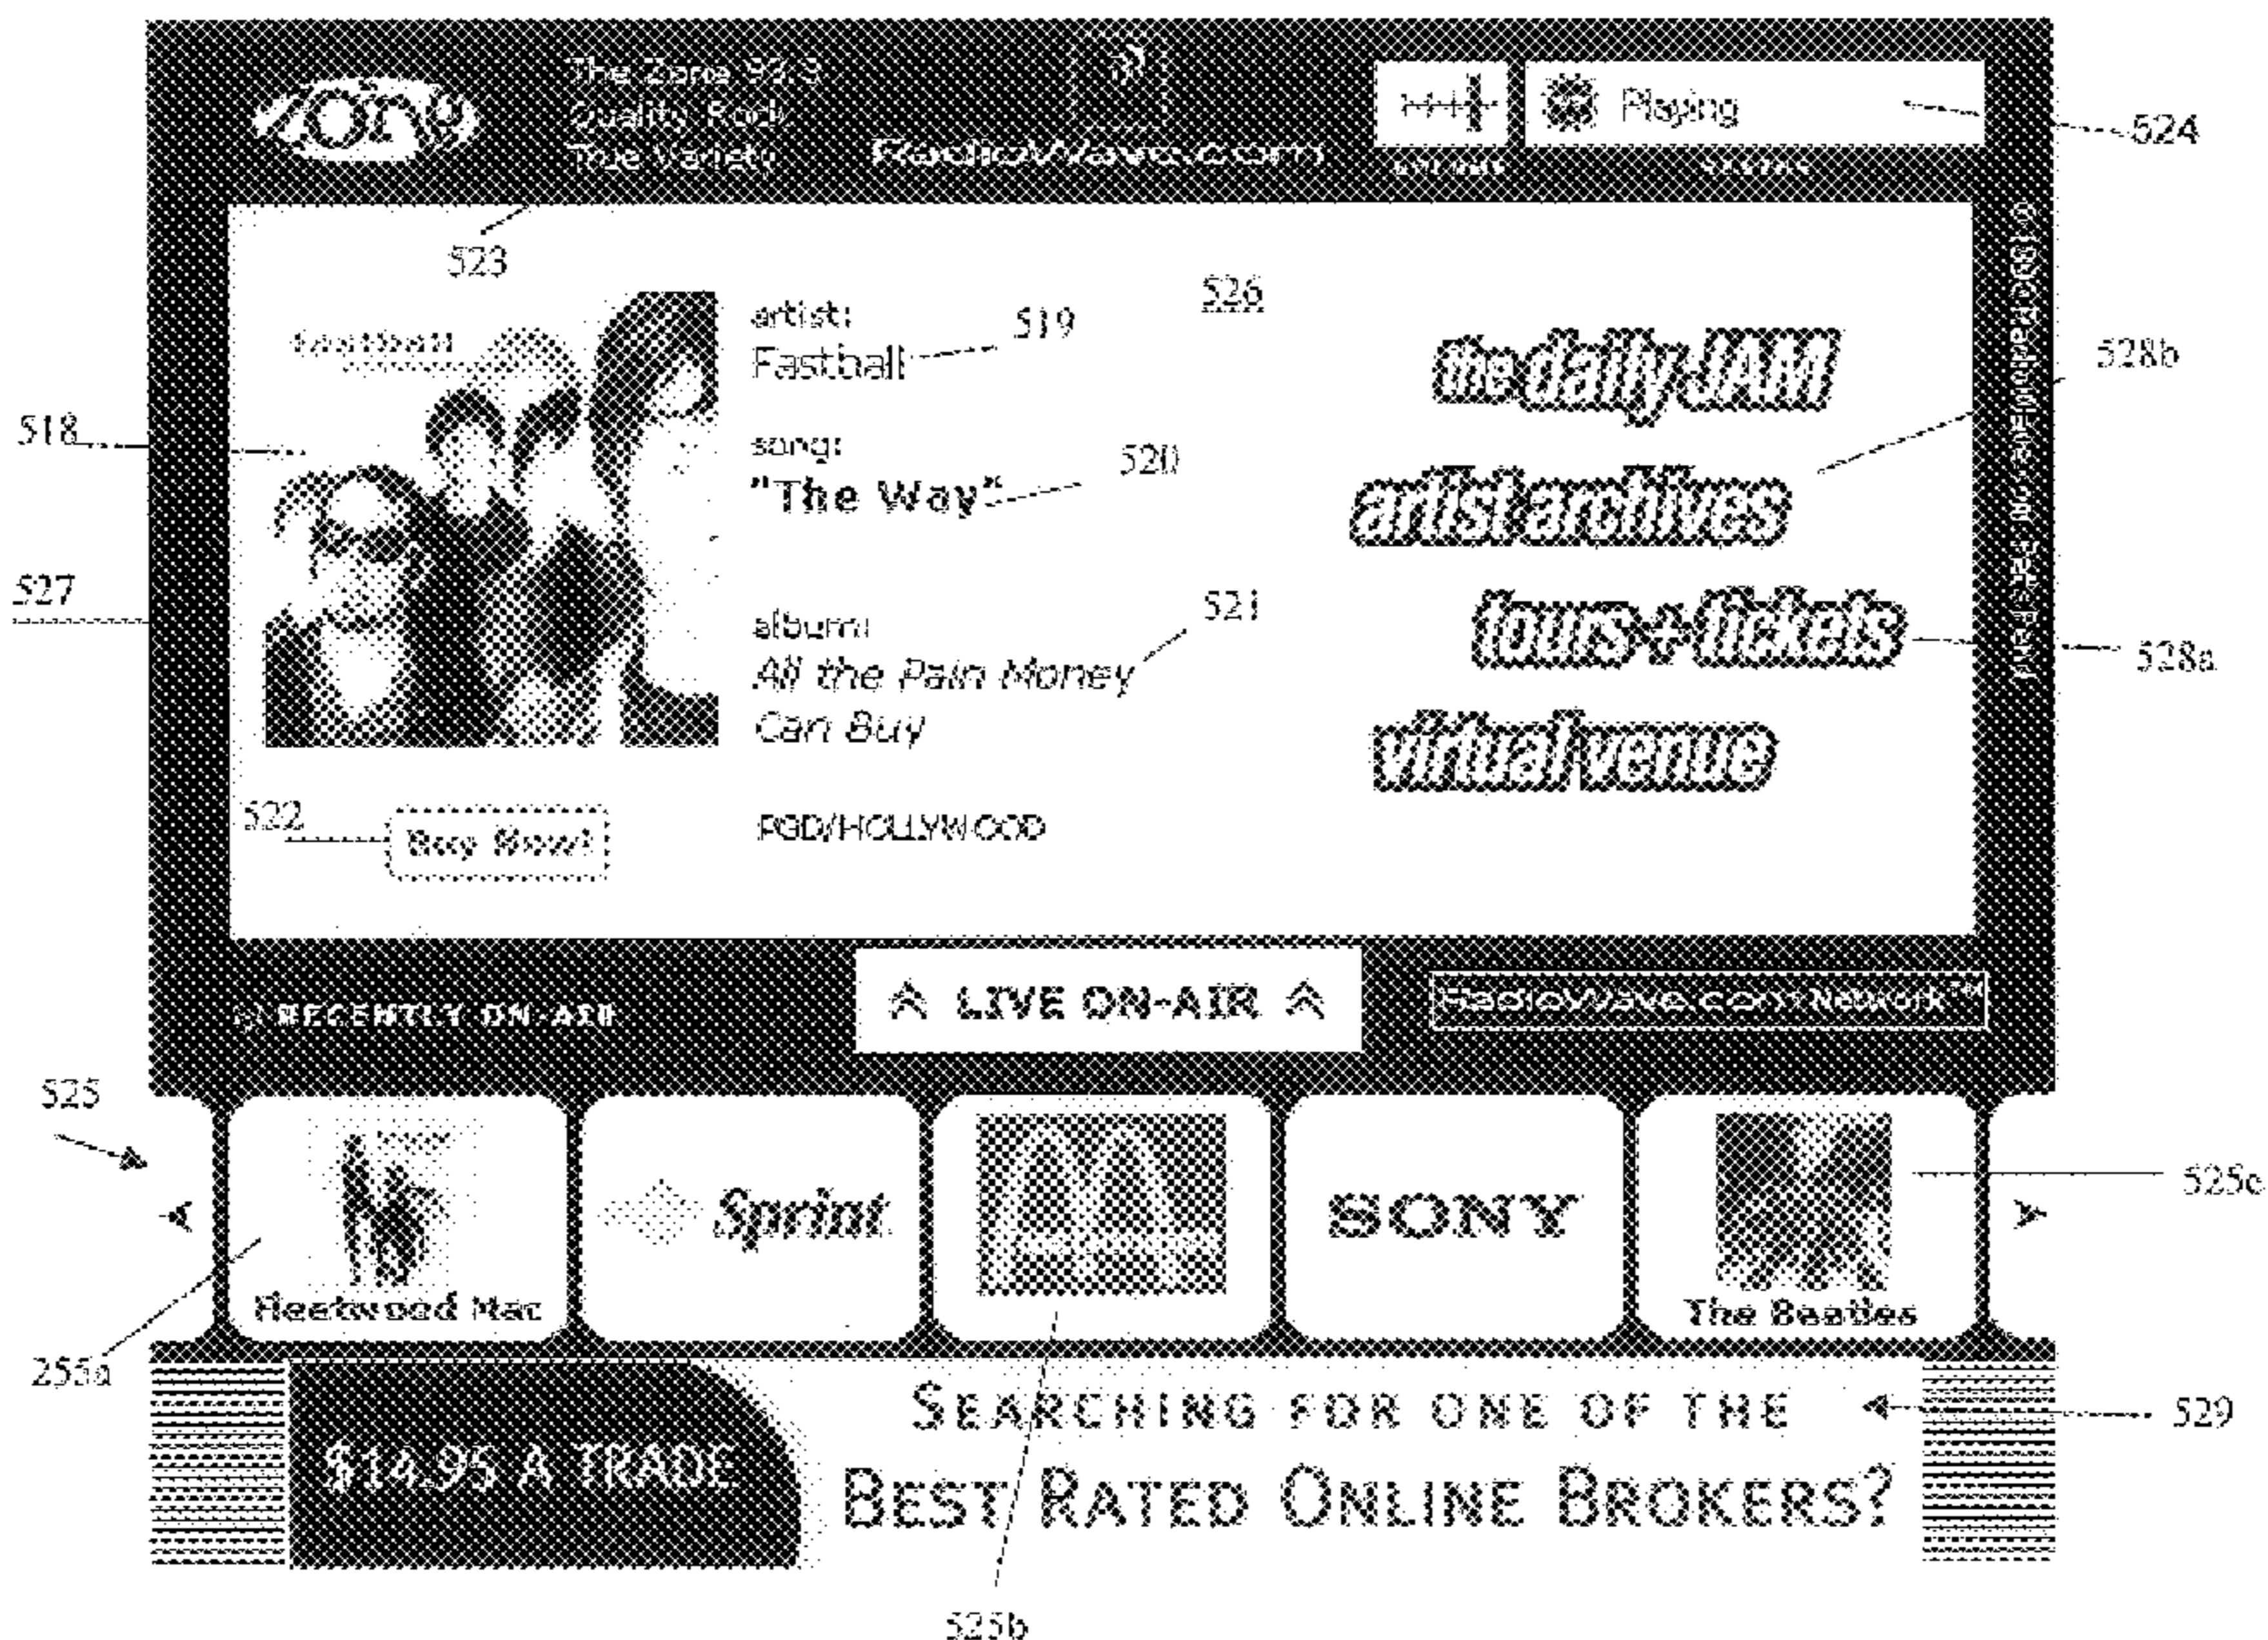 zone
The Zone 93.3
Quality Rock
True Variety
RadioWave.com
Playing
524
VOLUME
STATUS
523
526
fastball
artist:
Fastball
519
the daily JAM
528b
518
song:
"The Way"
520
artist archives
527
album:
All the Pain Money
Can Buy
521
tours + tickets
528a
virtual venue
522
Buy Now!
PGD/HOLLYWOOD
RECENTLY ON-AIR
LIVE ON-AIR
RadioWave.com Network™
525
Sprint
SONY
525c
Fleetwood Mac
The Beatles
255a
$14.95 A TRADE
SEARCHING FOR ONE OF THE
529
BEST RATED ONLINE BROKERS?
525b